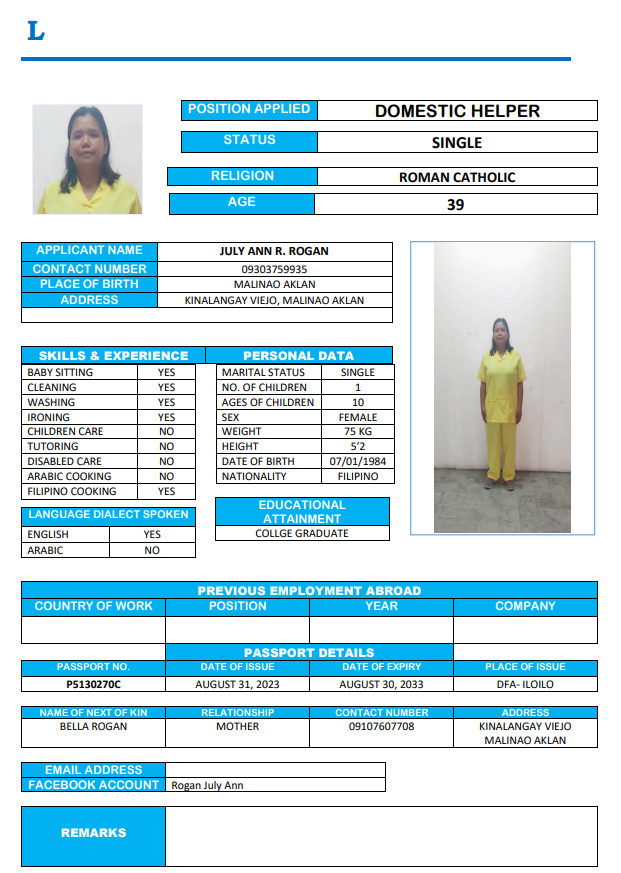 L
POSITION APPLIED DOMESTIC HELPER
STATUS SINGLE
RELIGION ROMAN CATHOLIC
AGE 39
APPLICANT NAME JULY ANN R. ROGAN
CONTACT NUMBER 09303759935
PLACE OF BIRTH MALINAO AKLAN
ADDRESS KINALANGAY VIEJO, MALINAO AKLAN
SKILLS & EXPERIENCE PERSONAL DATA
BABY SITTING YES MARITAL STATUS SINGLE
CLEANING YES NO. OF CHILDREN 1
WASHING YES AGES OF CHILDREN 10
IRONING YES SEX FEMALE
CHILDREN CARE NO WEIGHT 75 KG
TUTORING NO HEIGHT 5’2
DISABLED CARE NO DATE OF BIRTH 07/01/1984
ARABIC COOKING NO NATIONALITY FILIPINO
FILIPINO COOKING YES
LANGUAGE DIALECT SPOKEN
ENGLISH YES
ARABIC NO
EDUCATIONAL
ATTAINMENT
COLLGE GRADUATE
PREVIOUS EMPLOYMENT ABROAD
COUNTRY OF WORK POSITION YEAR COMPANY
PASSPORT DETAILS
PASSPORT NO. DATE OF ISSUE DATE OF EXPIRY PLACE OF ISSUE
P5130270C AUGUST 31, 2023 AUGUST 30, 2033 DFA- ILOILO
NAME OF NEXT OF KIN RELATIONSHIP CONTACT NUMBER ADDRESS
BELLA ROGAN MOTHER 09107607708 KINALANGAY VIEJO
MALINAO AKLAN
EMAIL ADDRESS
FACEBOOK ACCOUNT Rogan July Ann
REMARKS